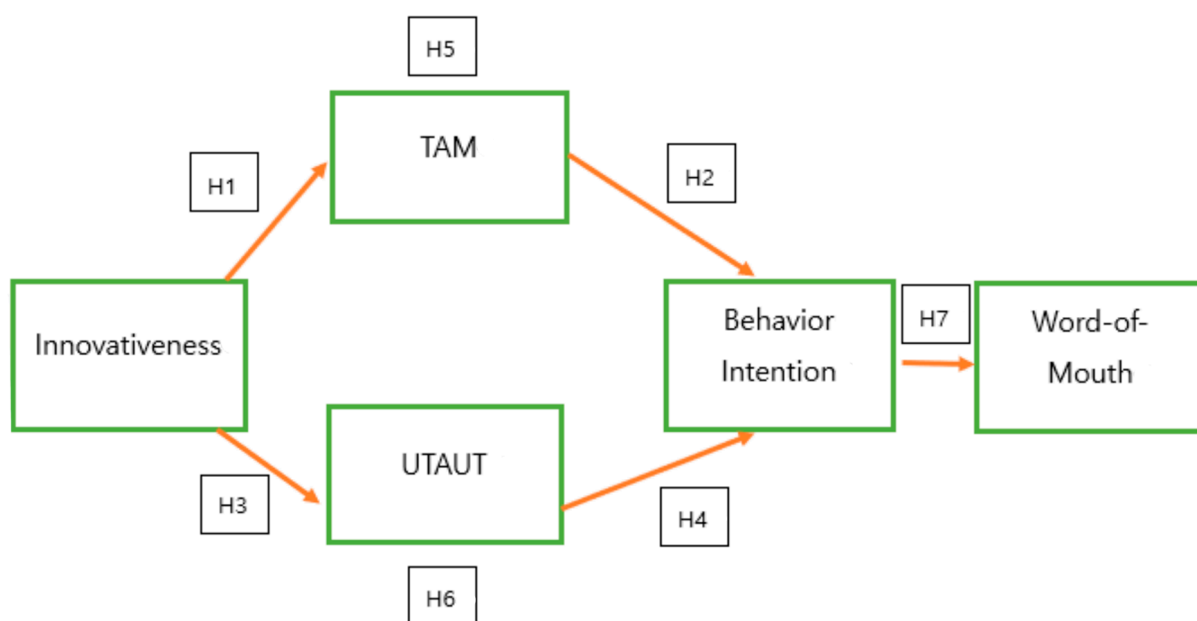 H5
TAM
H1
H2
Innovativeness
Behavior
Intention
H7
Word-of-
Mouth
UTAUT
H3
H4
H6